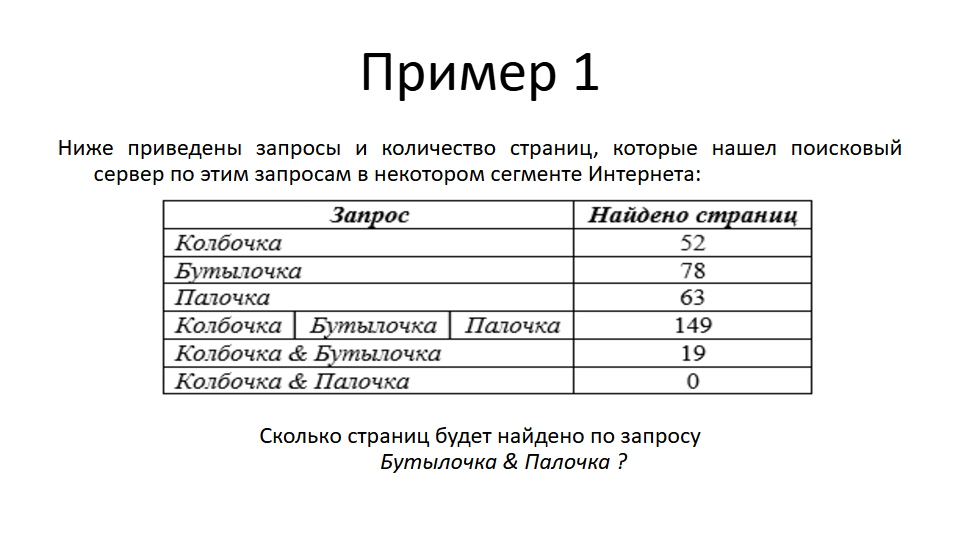 Пример 1
Ниже приведены запросы и количество страниц, которые нашел поисковый
сервер по этим запросам в некотором сегменте Интернета:
Запрос Найдено страниц
Колбочка 52
Бутылочка 78
Палочка 63
Колбочка | Бутылочка | Палочка 149
Колбочка & Бутылочка 19
Колбочка & Палочка 0
Сколько страниц будет найдено по запросу
Бутылочка & Палочка ?